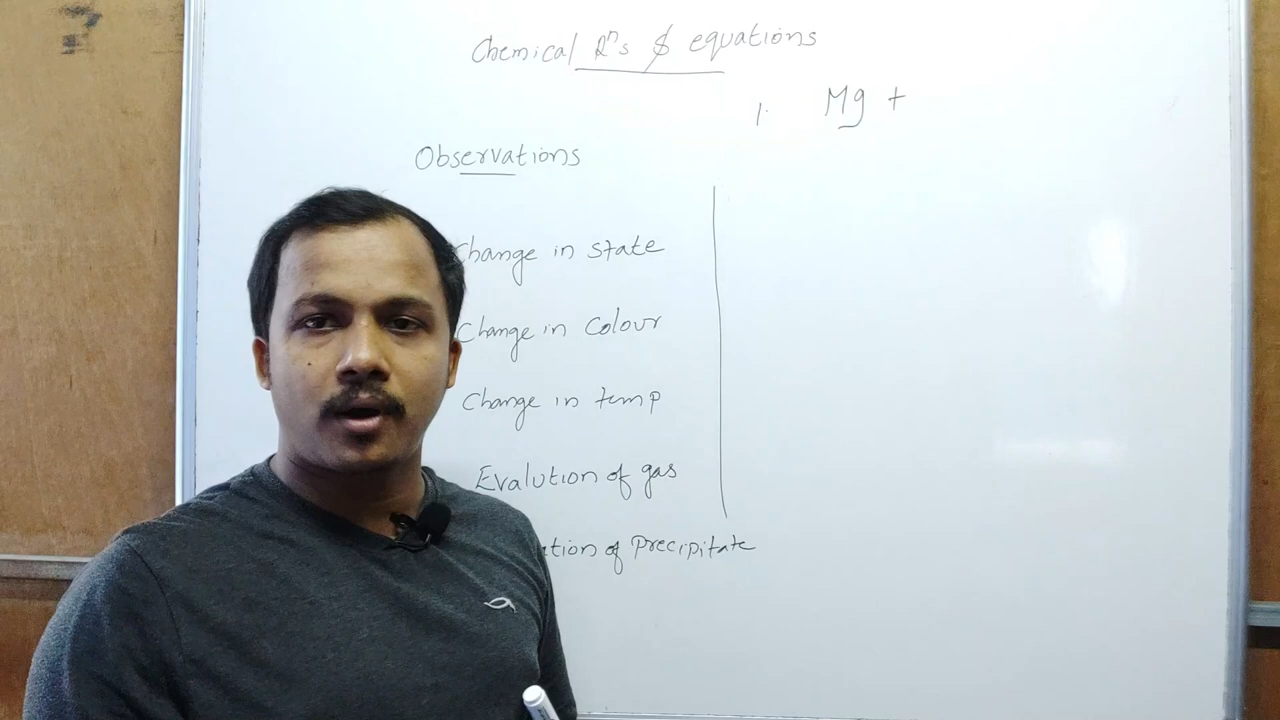 Chemical Rⁿs & equations
1. Mg +
Observations
Change in state
Change in Colour
Change in temp
Evalution of gas
of Precipitate